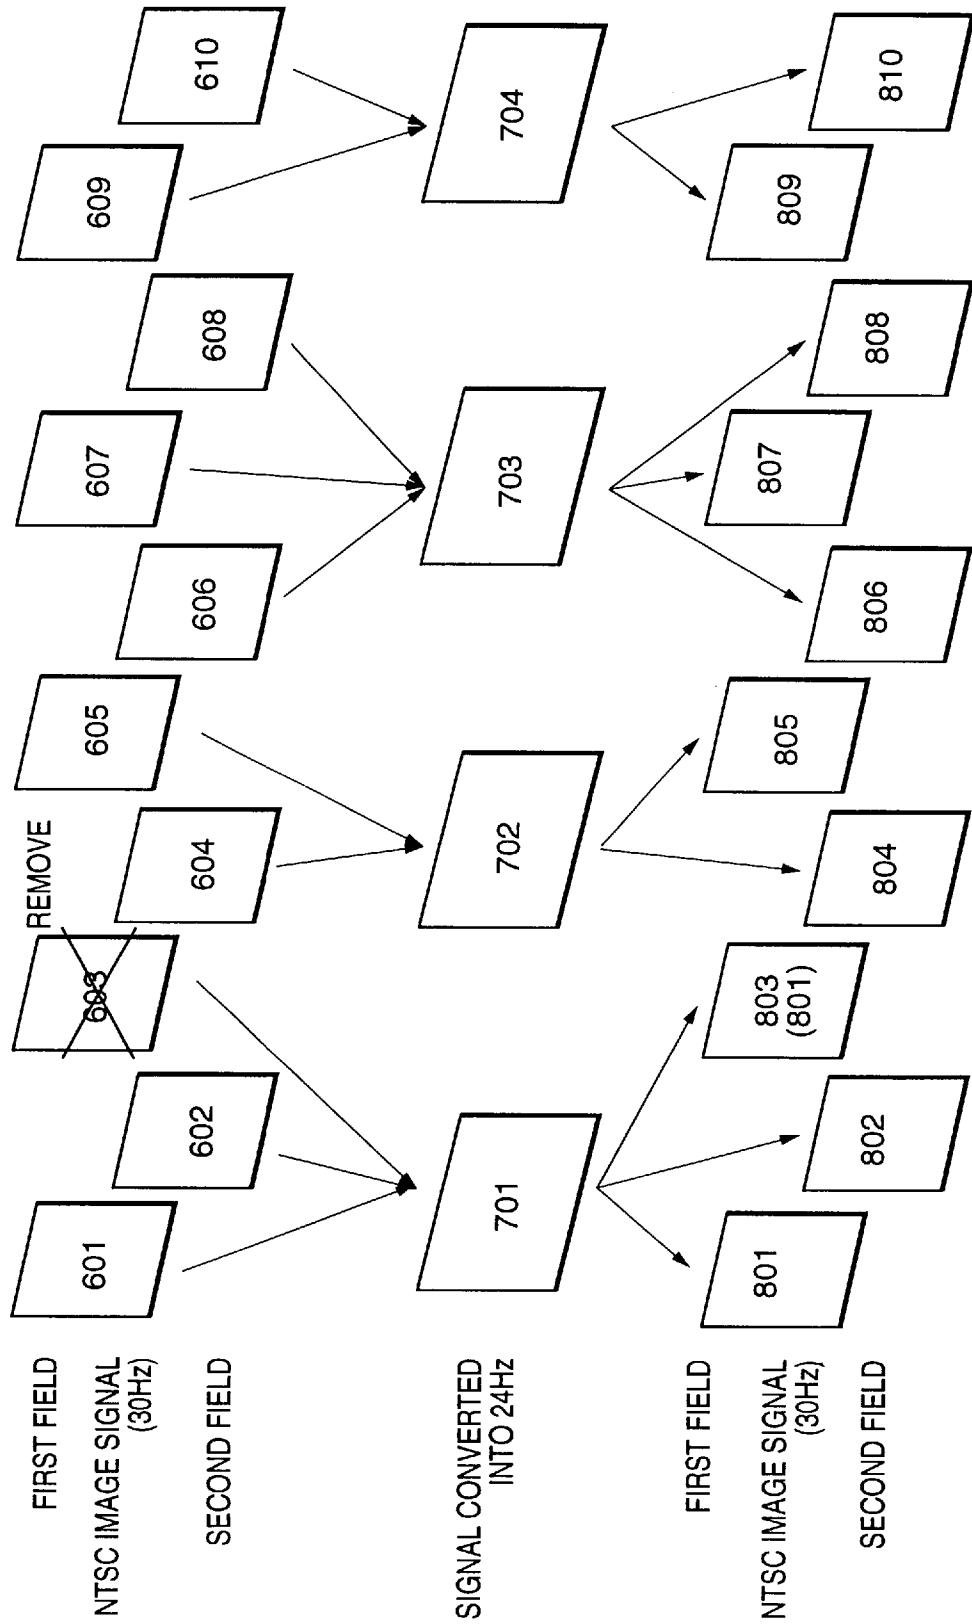 FIRST FIELD
NTSC IMAGE SIGNAL
(30Hz)
SECOND FIELD
601
602
603
REMOVE
604
605
606
607
608
609
610
SIGNAL CONVERTED
INTO 24Hz
701
702
703
704
FIRST FIELD
NTSC IMAGE SIGNAL
(30Hz)
SECOND FIELD
801
802
803
(801)
804
805
806
807
808
809
810